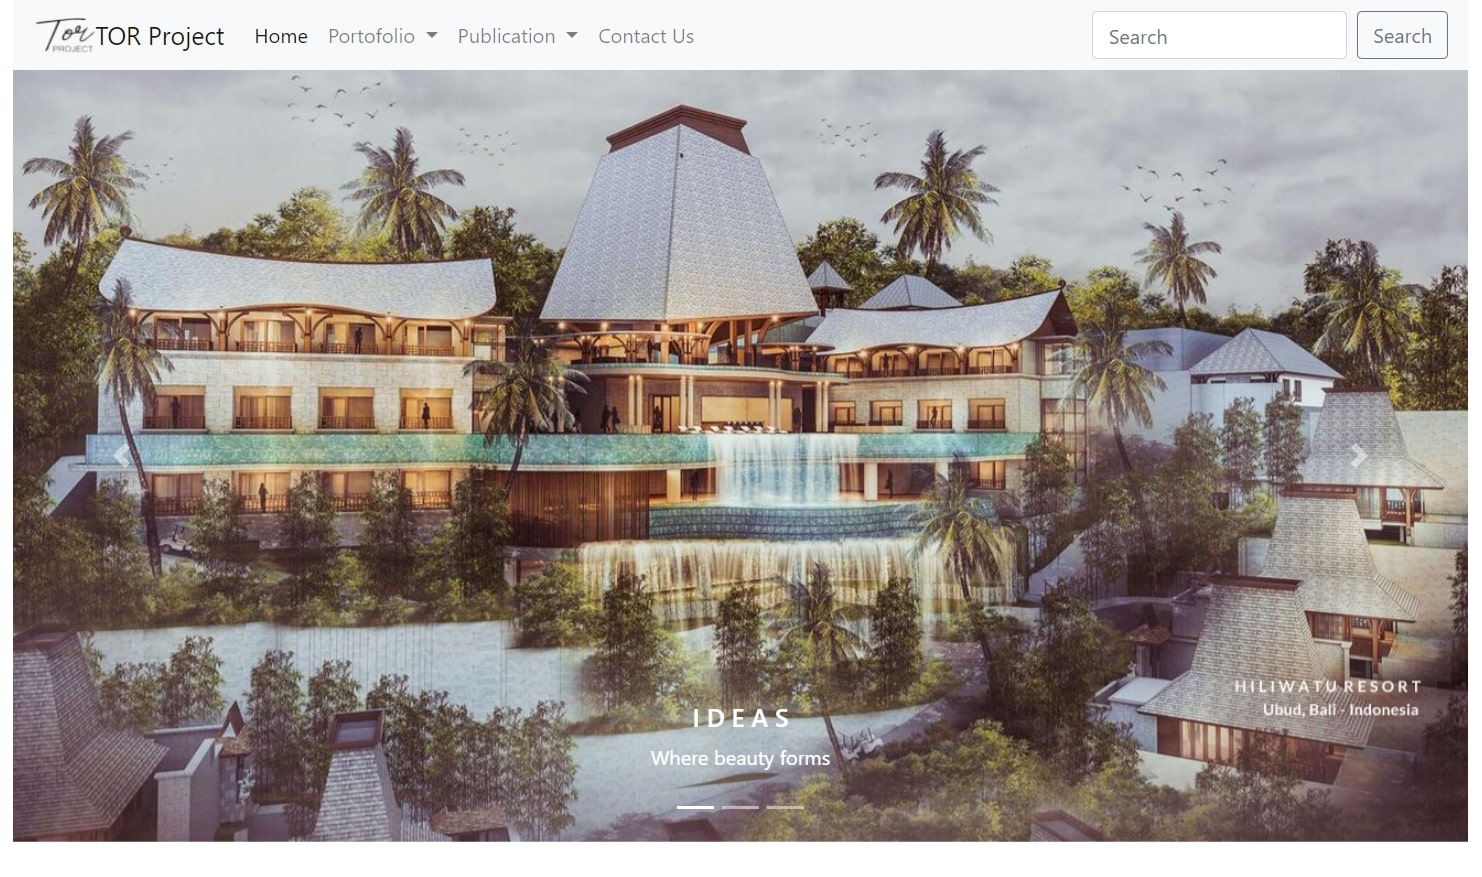 Tor
PROJECT
TOR Project
Home
Portofolio
Publication
Contact Us
Search
Search
HILIWATU RESORT
Ubud, Bali - Indonesia
IDEAS
Where beauty forms